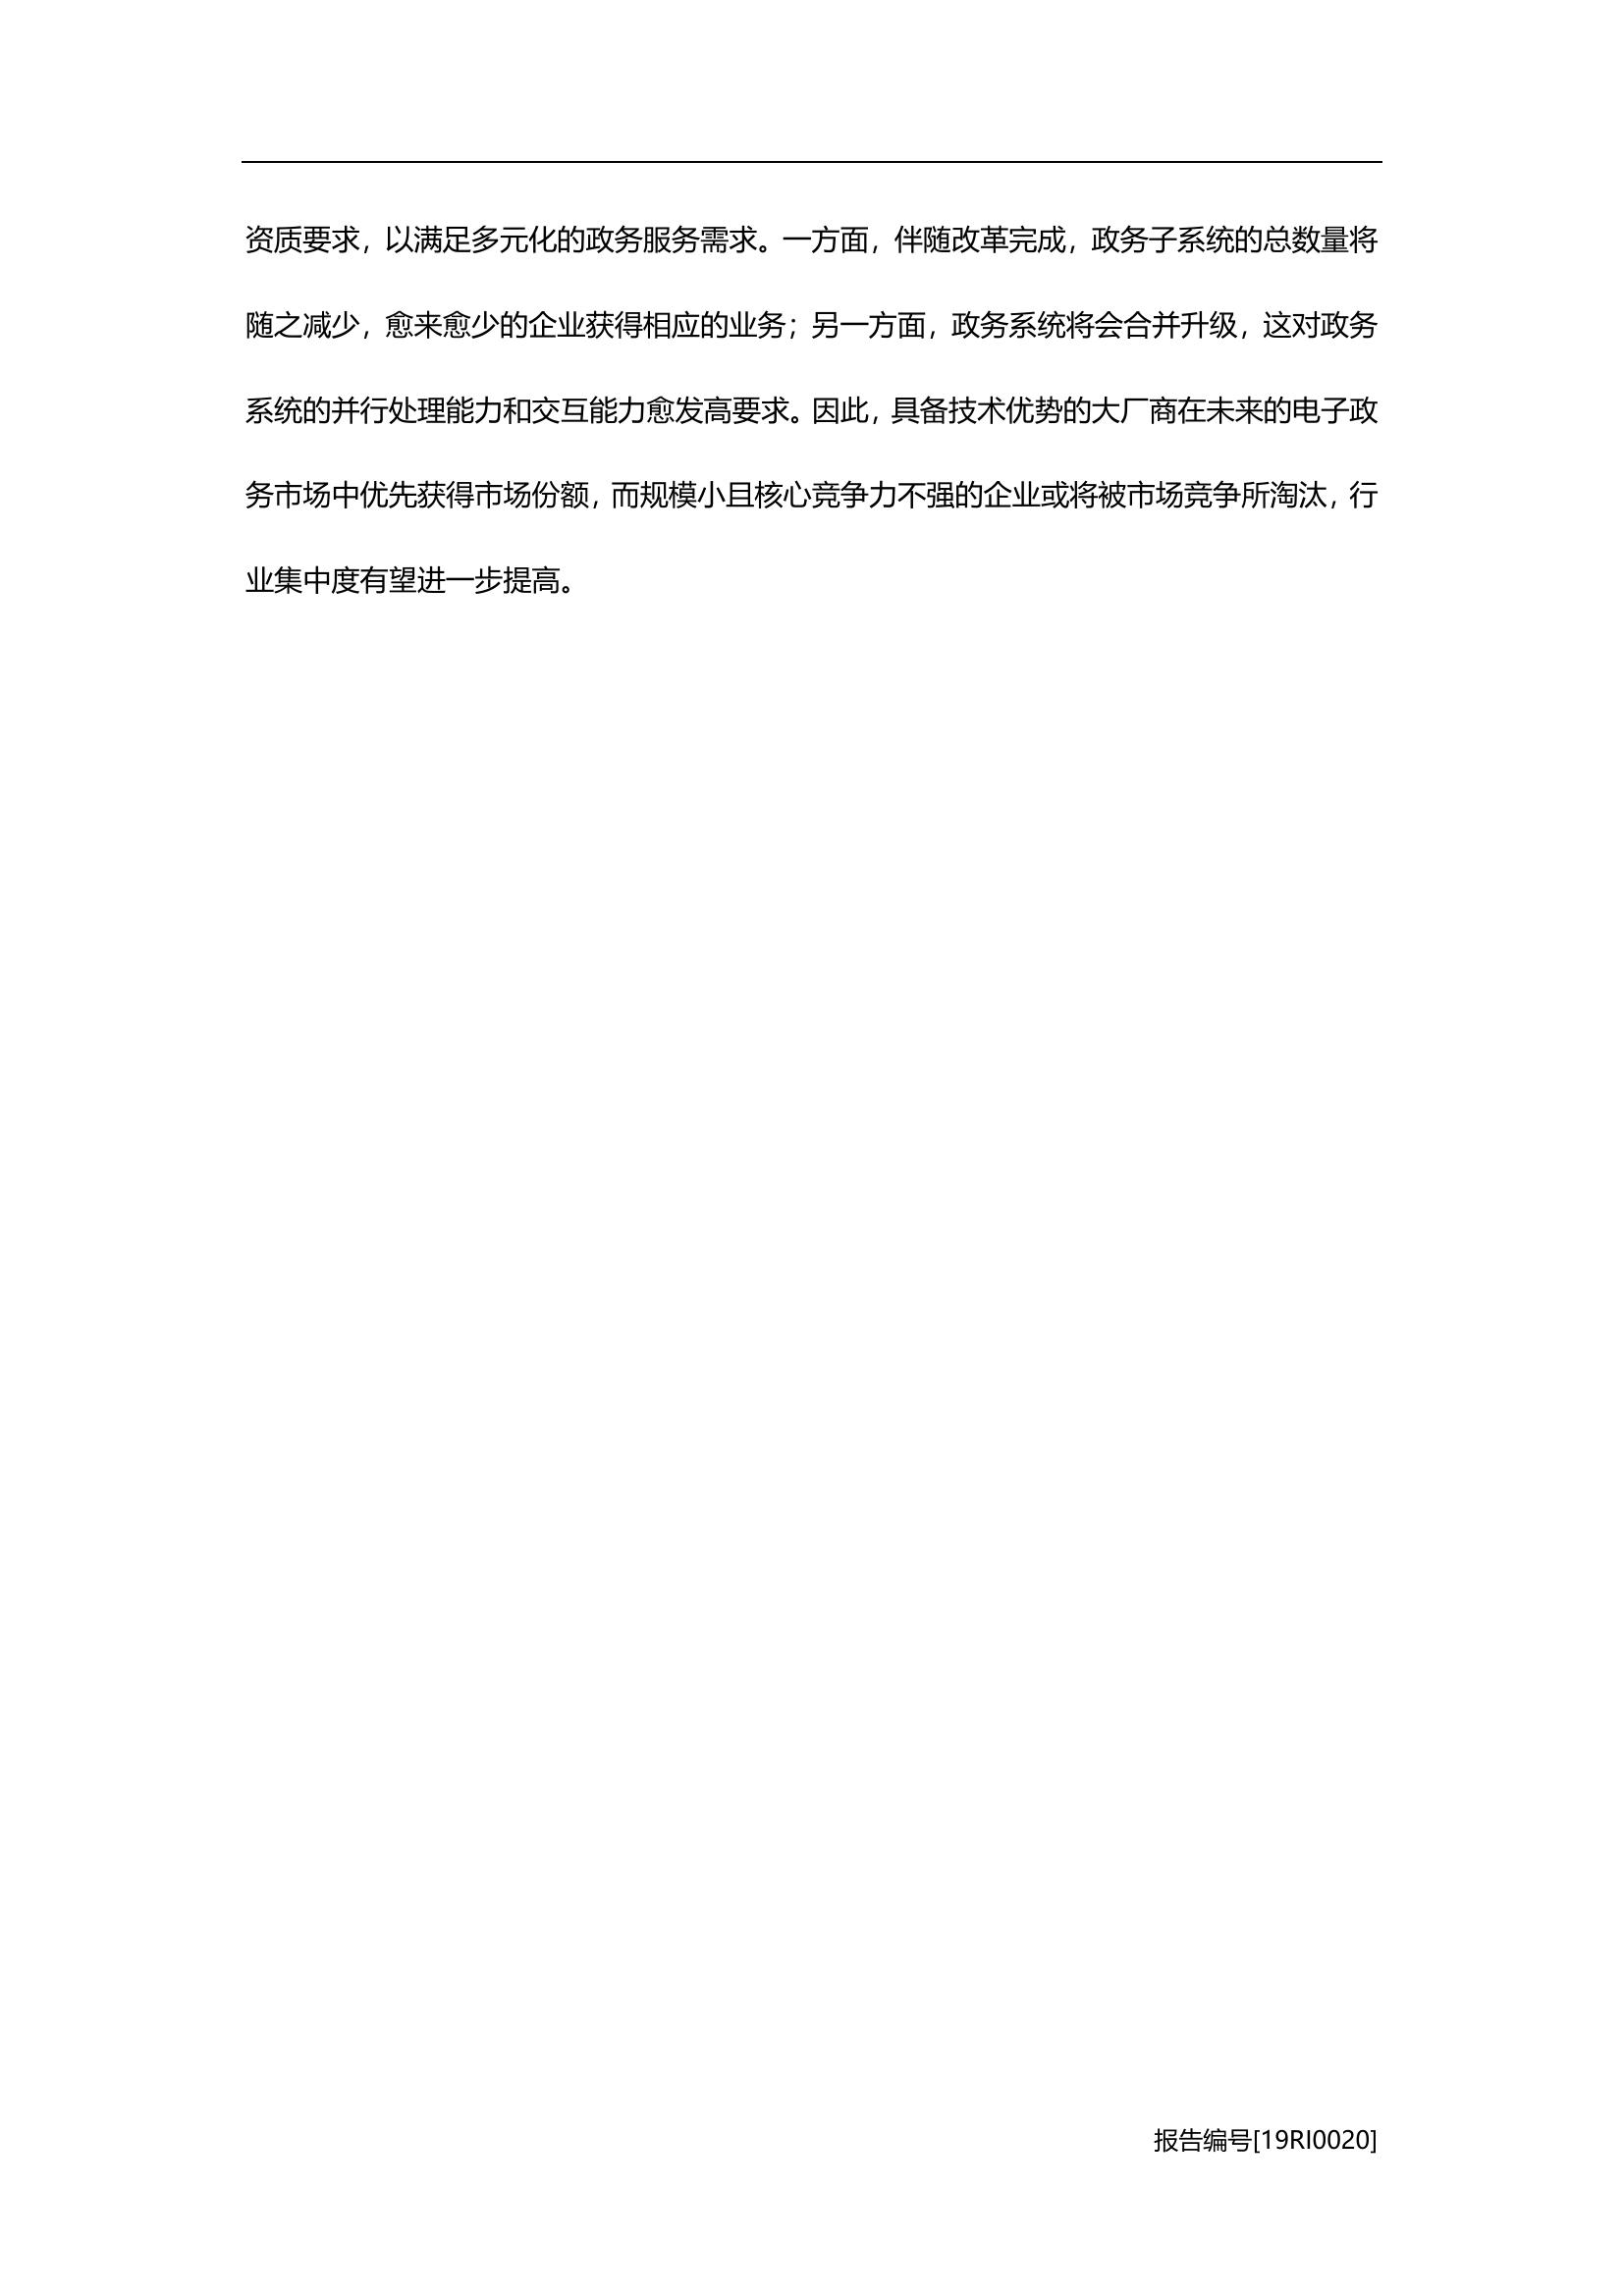 资质要求，以满足多元化的政务服务需求。一方面，伴随改革完成，政务子系统的总数量将
随之减少，愈来愈少的企业获得相应的业务；另一方面，政务系统将会合并升级，这对政务
系统的并行处理能力和交互能力愈发高要求。因此，具备技术优势的大厂商在未来的电子政
务市场中优先获得市场份额，而规模小且核心竞争力不强的企业或将被市场竞争所淘汰，行
业集中度有望进一步提高。
报告编号[19RI0020]